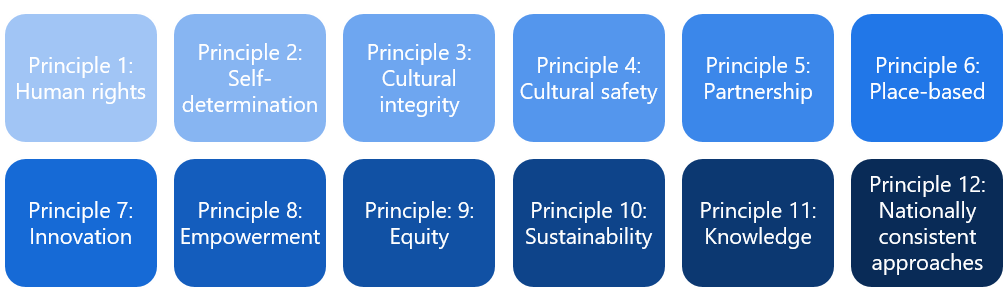 Principle 1:
Human rights
Principle 2:
Self-
determination
Principle 3:
Cultural
integrity
Principle 4:
Cultural safety
Principle 5:
Partnership
Principle 6:
Place-based
Principle 7:
Innovation
Principle 8:
Empowerment
Principle: 9:
Equity
Principle 10:
Sustainability
Principle 11:
Knowledge
Principle 12:
Nationally
consistent
approaches